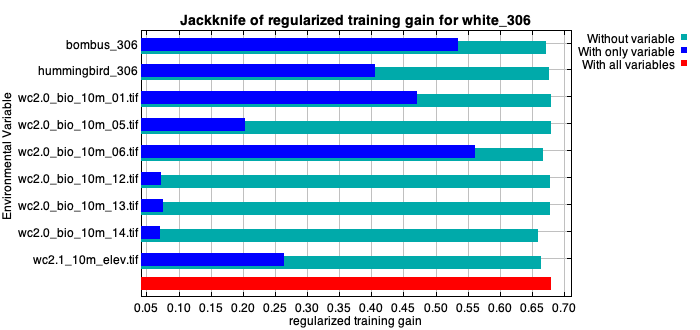 Jackknife of regularized training gain for white_306
Without variable
With only variable
With all variables
Environmental Variable
bombus_306
hummingbird_306
wc2.0_bio_10m_01.tif
wc2.0_bio_10m_05.tif
wc2.0_bio_10m_06.tif
wc2.0_bio_10m_12.tif
wc2.0_bio_10m_13.tif
wc2.0_bio_10m_14.tif
wc2.1_10m_elev.tif
0.05 0.10 0.15 0.20 0.25 0.30 0.35 0.40 0.45 0.50 0.55 0.60 0.65 0.70
regularized training gain